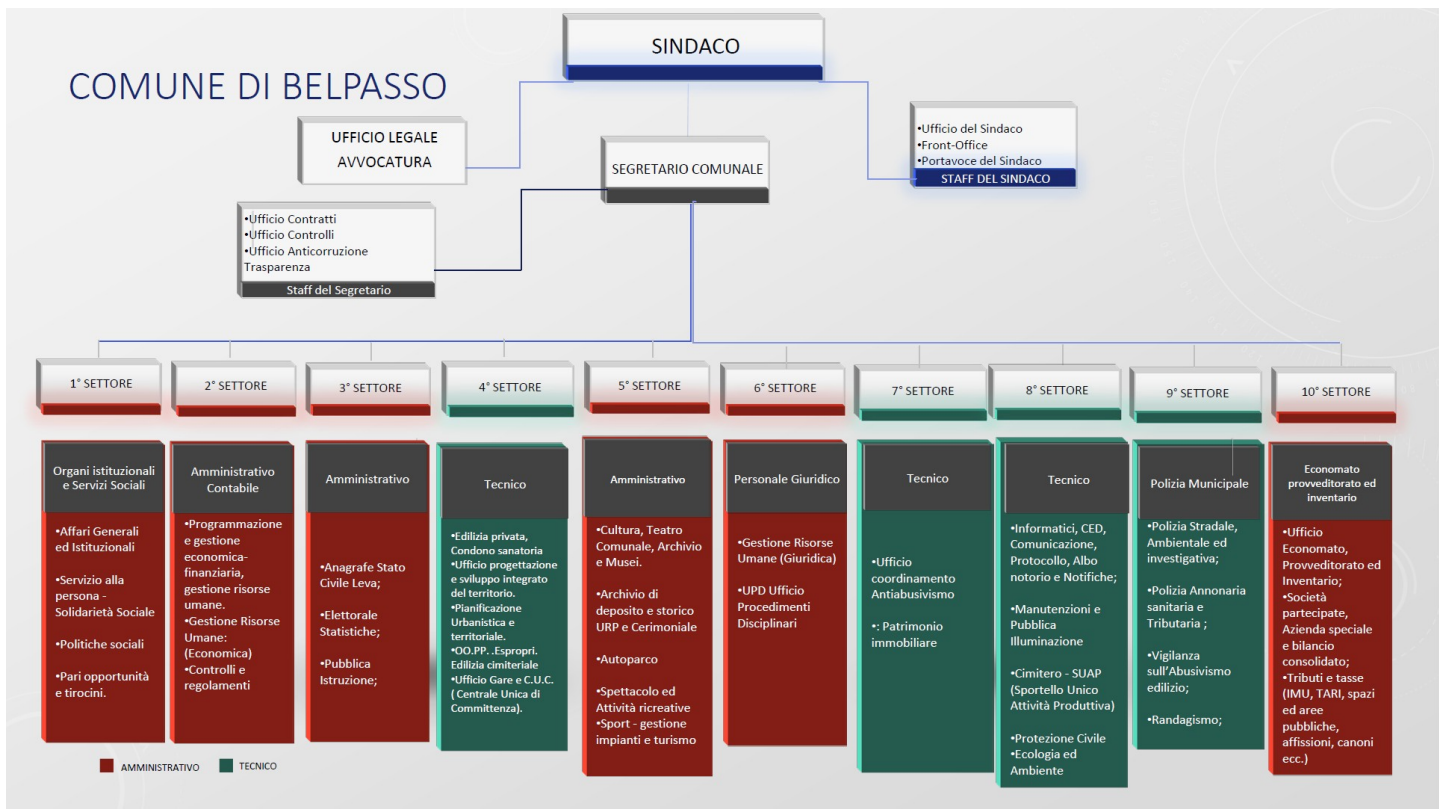 SINDACO
COMUNE DI BELPASSO
UFFICIO LEGALE
AVVOCATURA
•Ufficio del Sindaco
•Front-Office
•Portavoce del Sindaco
STAFF DEL SINDACO
SEGRETARIO COMUNALE
•Ufficio Contratti
•Ufficio Controlli
•Ufficio Anticorruzione
Trasparenza
Staff del Segretario
1° SETTORE
2° SETTORE
3° SETTORE
4° SETTORE
5° SETTORE
6° SETTORE
7° SETTORE
8° SETTORE
9° SETTORE
10° SETTORE
Organi istituzionali
e Servizi Sociali
•Affari Generali
ed Istituzionali
•Servizio alla
persona -
Solidarietà Sociale
•Politiche sociali
•Pari opportunità
e tirocini.
Amministrativo
Contabile
•Programmazione
e gestione
economica-
finanziaria,
gestione risorse
umane.
•Gestione Risorse
Umane:
(Economica)
•Controlli e
regolamenti
Amministrativo
•Anagrafe Stato
Civile Leva;
•Elettorale
Statistiche;
•Pubblica
Istruzione;
Tecnico
•Edilizia privata,
Condono sanatoria
•Ufficio progettazione
e sviluppo integrato
del territorio.
•Pianificazione
Urbanistica e
territoriale.
•OO.PP. .Espropri.
Edilizia cimiteriale
•Ufficio Gare e C.U.C.
( Centrale Unica di
Committenza).
Amministrativo
•Cultura, Teatro
Comunale, Archivio
e Musei.
•Archivio di
deposito e storico
URP e Cerimoniale
•Autoparco
•Spettacolo ed
Attività ricreative
•Sport - gestione
impianti e turismo
Personale Giuridico
•Gestione Risorse
Umane (Giuridica)
•UPD Ufficio
Procedimenti
Disciplinari
Tecnico
•Ufficio
coordinamento
Antiabusivismo
•: Patrimonio
immobiliare
Tecnico
•Informatici, CED,
Comunicazione,
Protocollo, Albo
notorio e Notifiche;
•Manutenzioni e
Pubblica
Illuminazione
•Cimitero - SUAP
(Sportello Unico
Attività Produttiva)
•Protezione Civile
•Ecologia ed
Ambiente
Polizia Municipale
•Polizia Stradale,
Ambientale ed
investigativa;
•Polizia Annonaria
sanitaria e
Tributaria ;
•Vigilanza
sull'Abusivismo
edilizio;
•Randagismo;
Economato
provveditorato ed
inventario
•Ufficio
Economato,
Provveditorato ed
Inventario;
•Società
partecipate,
Azienda speciale
e bilancio
consolidato;
•Tributi e tasse
(IMU, TARI, spazi
ed aree
pubbliche,
affissioni, canoni
ecc.)
AMMINISTRATIVO
TECNICO